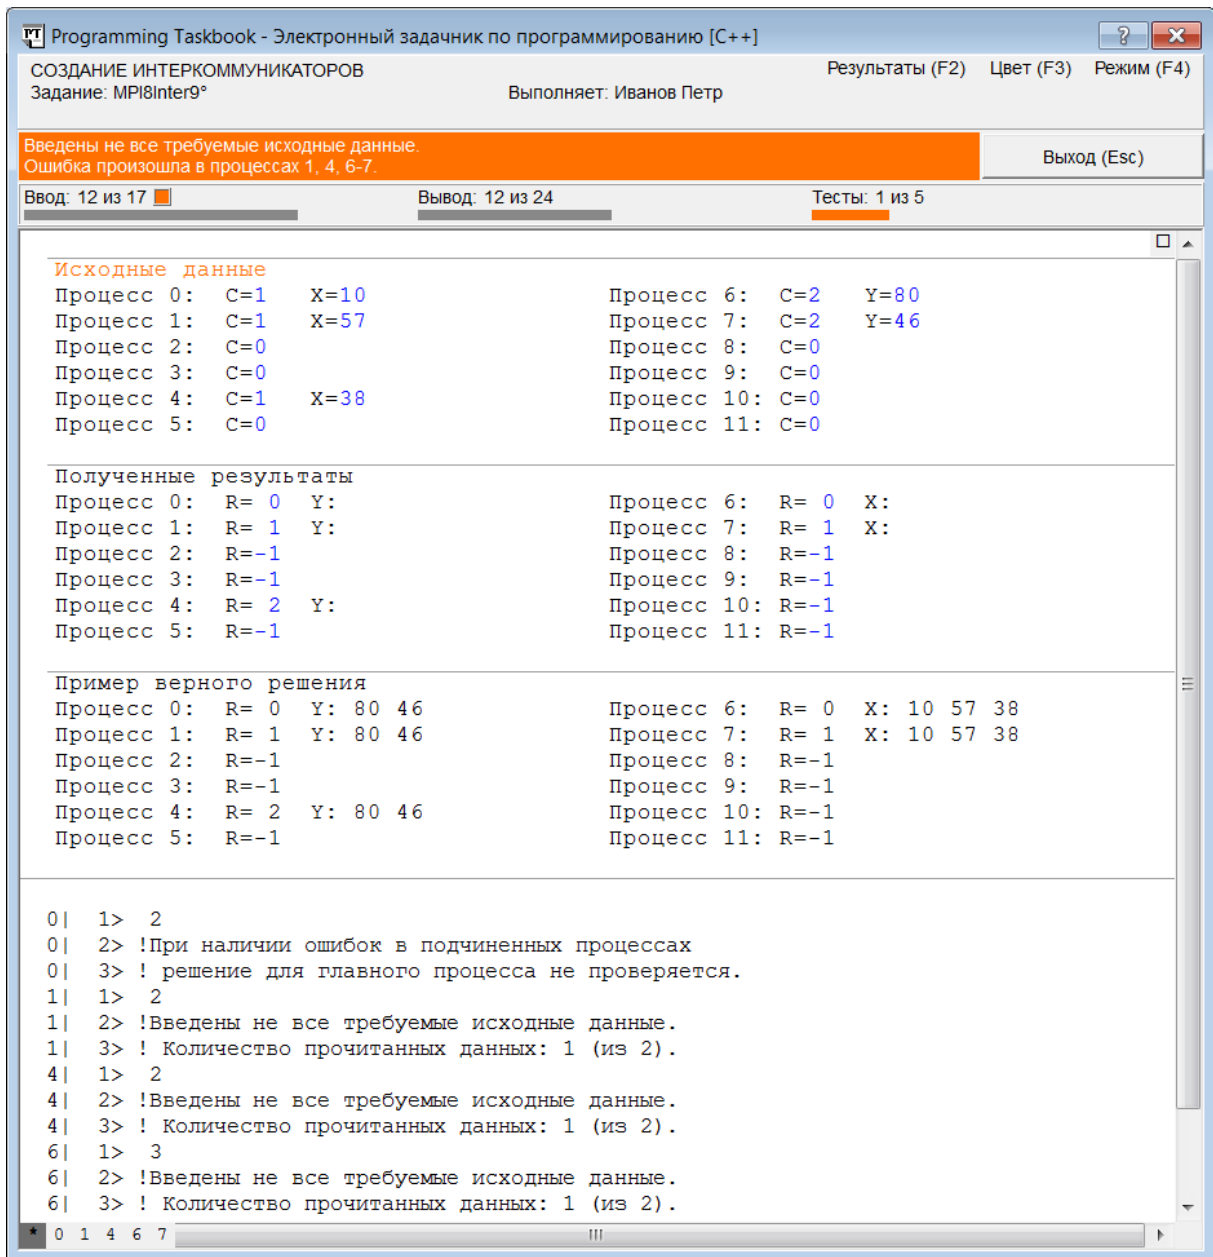 PT Programming Taskbook - Электронный задачник по программированию [C++]
СОЗДАНИЕ ИНТЕРКОММУНИКАТОРОВ Результаты (F2) Цвет (F3) Режим (F4)
Задание: MPI8Inter9° Выполняет: Иванов Петр
Введены не все требуемые исходные данные.
Ошибка произошла в процессах 1, 4, 6-7.
Выход (Esc)
Ввод: 12 из 17 Вывод: 12 из 24 Тесты: 1 из 5
Исходные данные
Процесс 0: C=1 X=10 Процесс 6: C=2 Y=80
Процесс 1: C=1 X=57 Процесс 7: C=2 Y=46
Процесс 2: C=0 Процесс 8: C=0
Процесс 3: C=0 Процесс 9: C=0
Процесс 4: C=1 X=38 Процесс 10: C=0
Процесс 5: C=0 Процесс 11: C=0
Полученные результаты
Процесс 0: R= 0 Y: Процесс 6: R= 0 X:
Процесс 1: R= 1 Y: Процесс 7: R= 1 X:
Процесс 2: R=-1 Процесс 8: R=-1
Процесс 3: R=-1 Процесс 9: R=-1
Процесс 4: R= 2 Y: Процесс 10: R=-1
Процесс 5: R=-1 Процесс 11: R=-1
Пример верного решения
Процесс 0: R= 0 Y: 80 46 Процесс 6: R= 0 X: 10 57 38
Процесс 1: R= 1 Y: 80 46 Процесс 7: R= 1 X: 10 57 38
Процесс 2: R=-1 Процесс 8: R=-1
Процесс 3: R=-1 Процесс 9: R=-1
Процесс 4: R= 2 Y: 80 46 Процесс 10: R=-1
Процесс 5: R=-1 Процесс 11: R=-1
0| 1> 2
0| 2> !При наличии ошибок в подчиненных процессах
0| 3> ! решение для главного процесса не проверяется.
1| 1> 2
1| 2> !Введены не все требуемые исходные данные.
1| 3> ! Количество прочитанных данных: 1 (из 2).
4| 1> 2
4| 2> !Введены не все требуемые исходные данные.
4| 3> ! Количество прочитанных данных: 1 (из 2).
6| 1> 3
6| 2> !Введены не все требуемые исходные данные.
6| 3> ! Количество прочитанных данных: 1 (из 2).
* 0 1 4 6 7